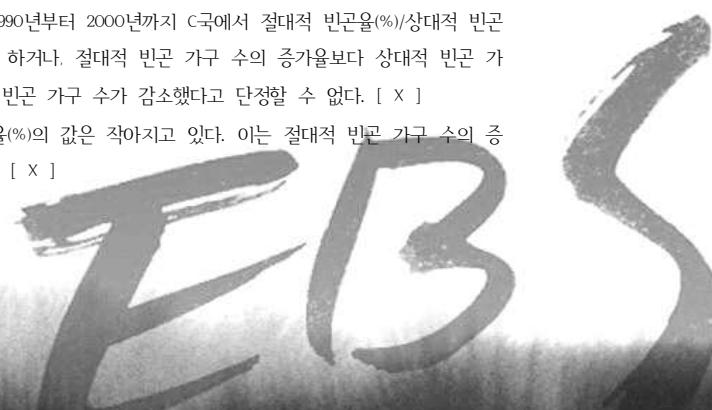 990년부터 2000년까지 C국에서 절대적 빈곤율(%)/상대적 빈곤
하거나, 절대적 빈곤 가구 수의 증가율보다 상대적 빈곤 가
빈곤 가구 수가 감소했다고 단정할 수 없다. [ X ]
율(%)의 값은 작아지고 있다. 이는 절대적 빈곤 가구 수의 증
[ X ]
EBS